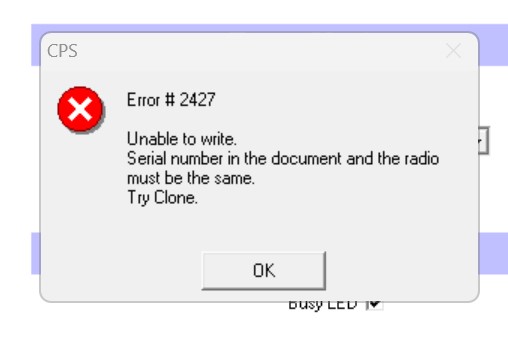 CPS
Error # 2427
Unable to write.
Serial number in the document and the radio
must be the same.
Try Clone.
OK
Busy LED